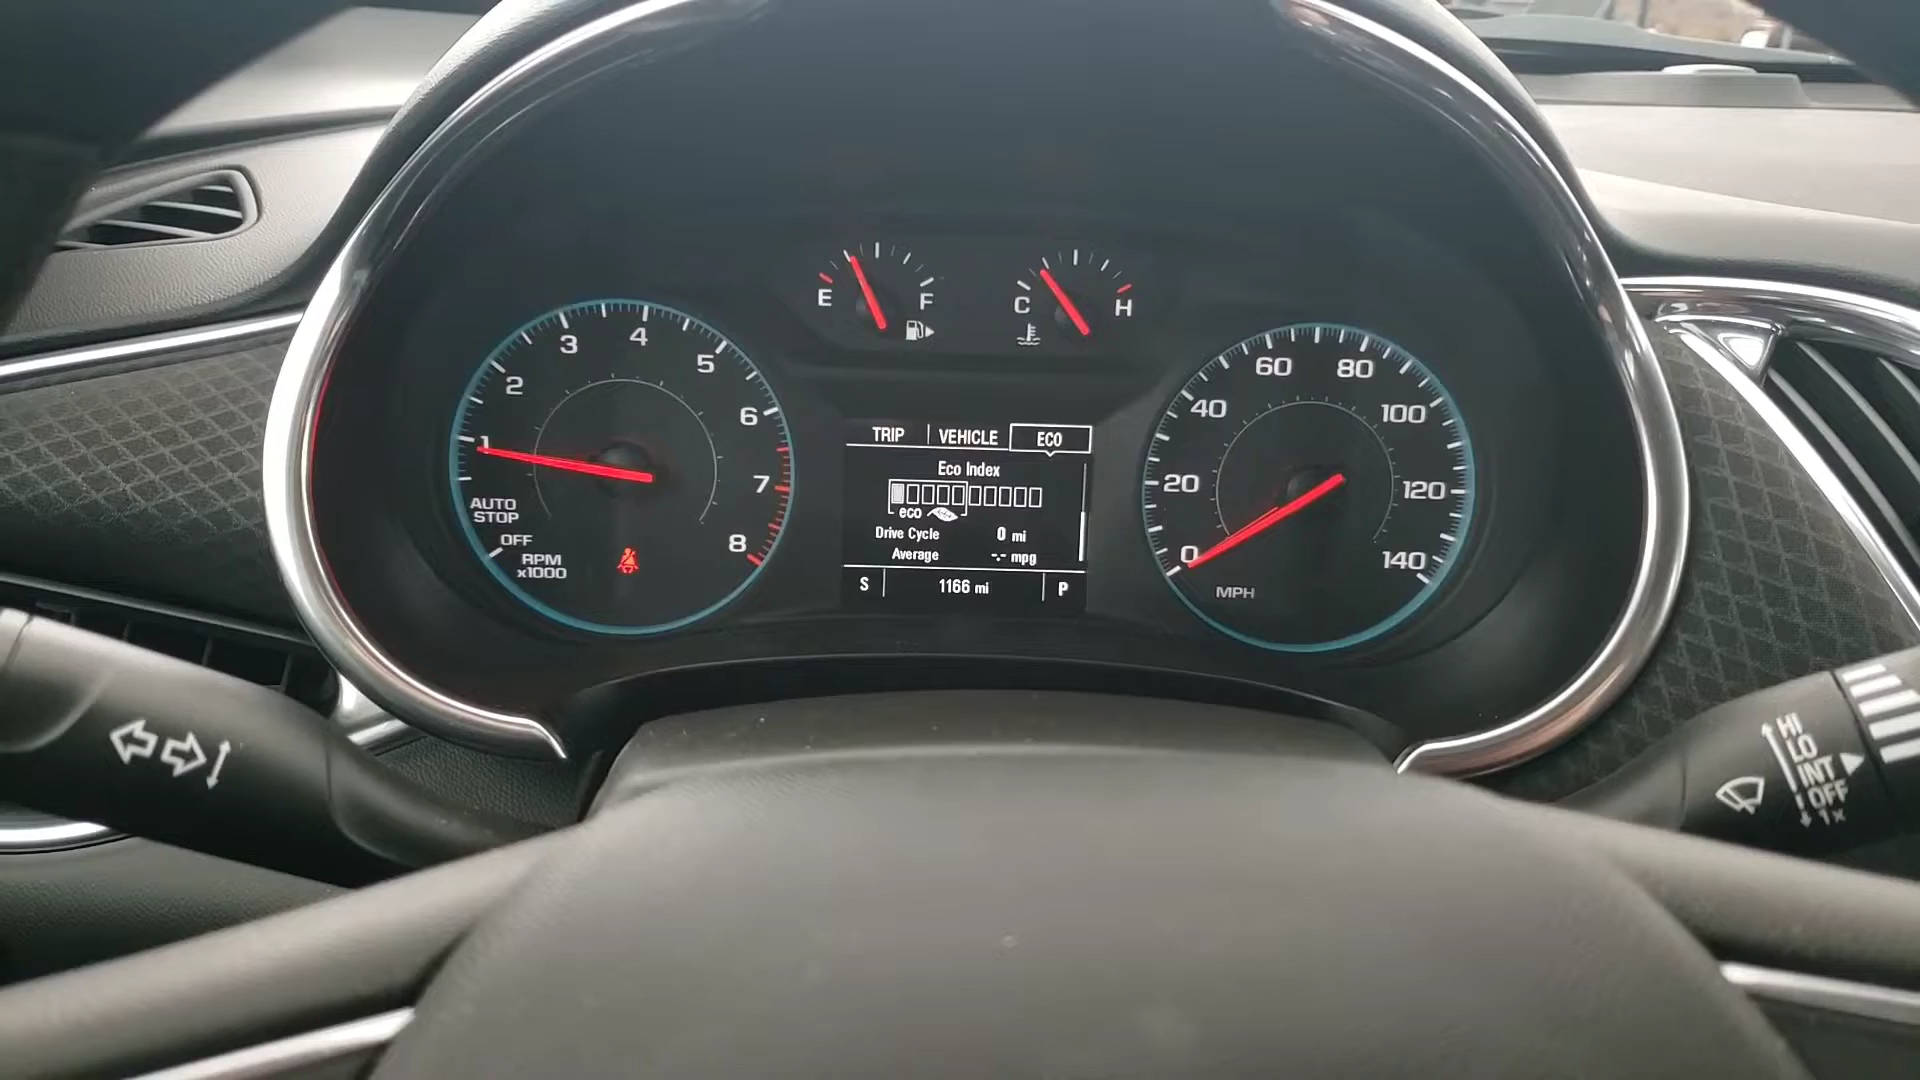 E
F
C
H
1
2
3
4
5
6
7
8
AUTO
STOP
OFF
RPM
x1000
TRIP
VEHICLE
ECO
Eco Index
eco
Drive Cycle 0 mi
Average -.- mpg
S 1166 mi P
0
20
40
60
80
100
120
140
MPH
HI
LO
INT
OFF
1x